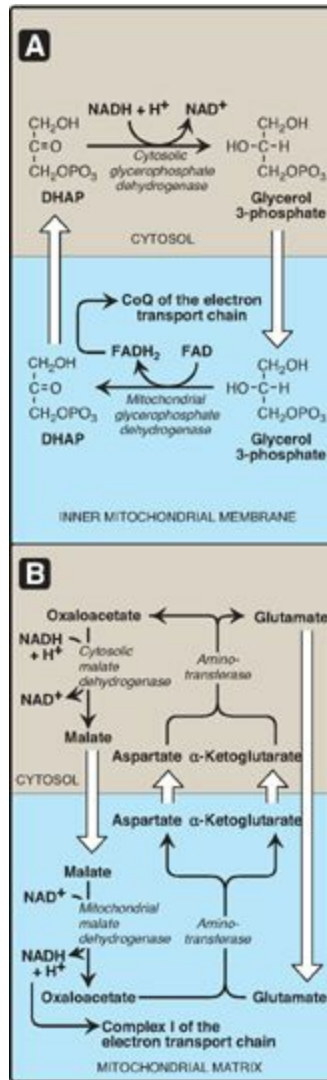 A
NADH + H+ NAD+
CH2OH
C=O
CH2OPO3
DHAP
Cytosolic
glycerophosphate
dehydrogenase
CH2OH
HO-C-H
CH2OPO3
Glycerol
3-phosphate
CYTOSOL
CoQ of the electron
transport chain
FADH2 FAD
CH2OH
C=O
CH2OPO3
DHAP
Mitochondrial
glycerophosphate
dehydrogenase
CH2OH
HO-C-H
CH2OPO3
Glycerol
3-phosphate
INNER MITOCHONDRIAL MEMBRANE
B
Oxaloacetate
Glutamate
NADH
+ H+
Cytosolic
malate
dehydrogenase
NAD+
Malate
Amino-
transferase
Aspartate α-Ketoglutarate
CYTOSOL
Aspartate α-Ketoglutarate
Malate
NAD+
Mitochondrial
malate
dehydrogenase
NADH
+ H+
Amino-
transferase
Oxaloacetate
Glutamate
Complex I of the
electron transport chain
MITOCHONDRIAL MATRIX